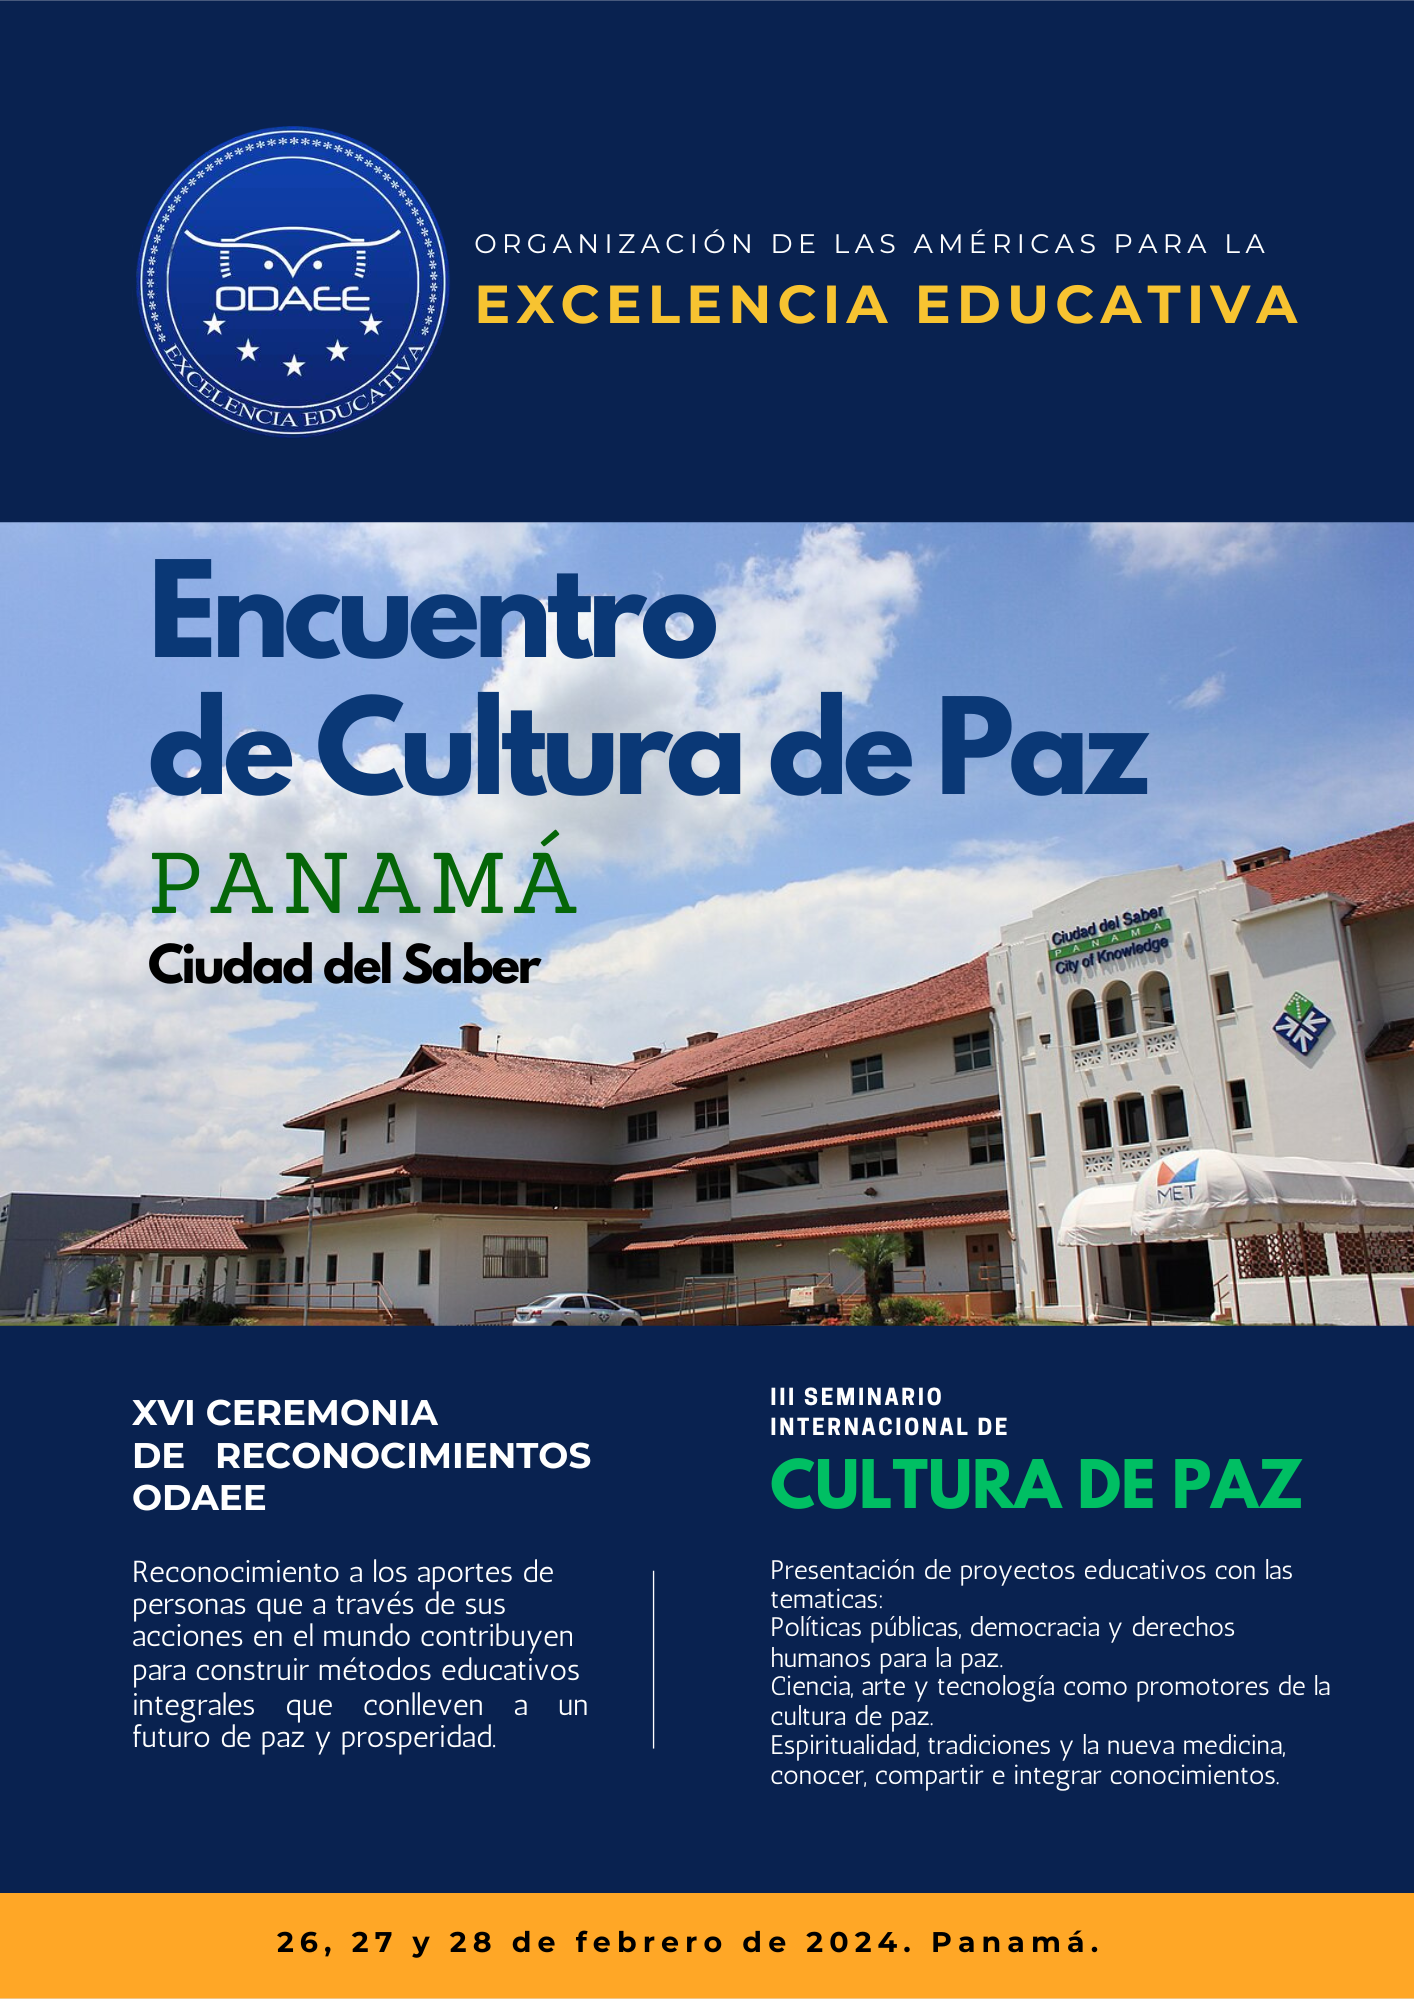 ODAEE
EXCELENCIA EDUCATIVA
ORGANIZACIÓN DE LAS AMÉRICAS PARA LA
EXCELENCIA EDUCATIVA
Encuentro
de Cultura de Paz
PANAMÁ
Ciudad del Saber
Ciudad del Saber
PANAMA
City of Knowledge
MET
XVI CEREMONIA
DE RECONOCIMIENTOS
ODAEE
Reconocimiento a los aportes de
personas que a través de sus
acciones en el mundo contribuyen
para construir métodos educativos
integrales que conlleven a un
futuro de paz y prosperidad.
III SEMINARIO
INTERNACIONAL DE
CULTURA DE PAZ
Presentación de proyectos educativos con las
tematicas:
Políticas públicas, democracia y derechos
humanos para la paz.
Ciencia, arte y tecnología como promotores de la
cultura de paz.
Espiritualidad, tradiciones y la nueva medicina,
conocer, compartir e integrar conocimientos.
26, 27 y 28 de febrero de 2024. Panamá.